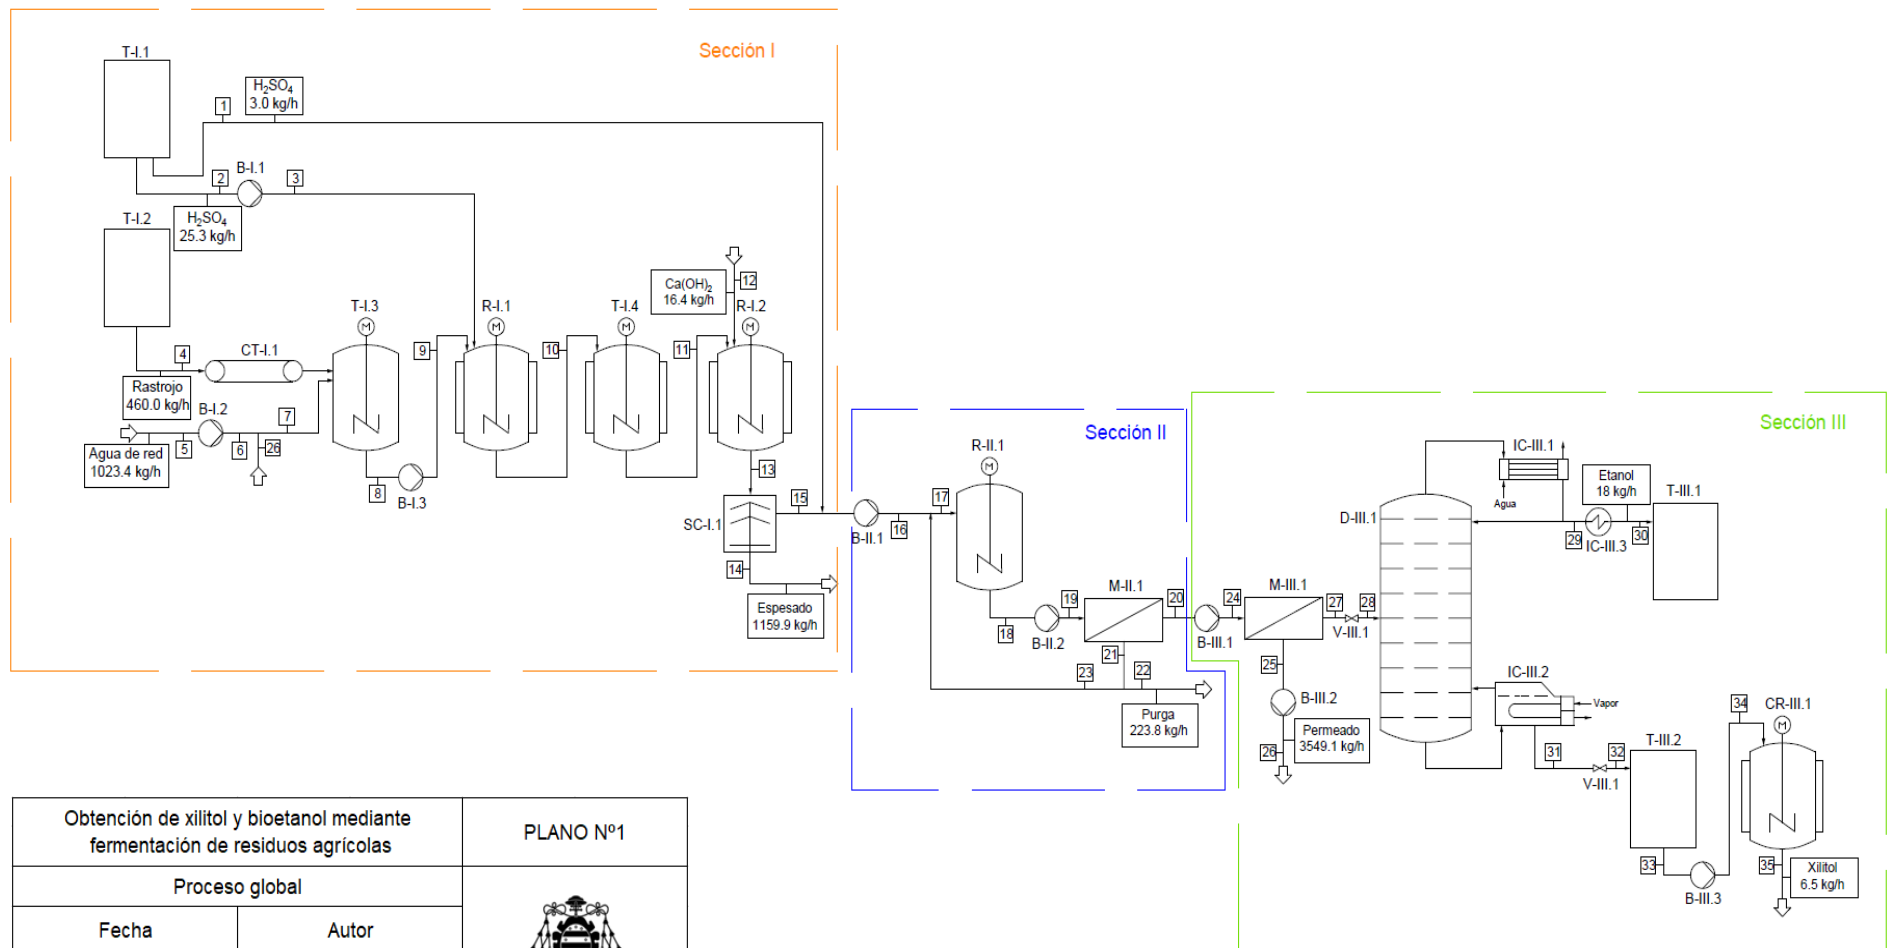 Sección I
T-I.1
H₂SO₄
3.0 kg/h
1
B-I.1
2
3
H₂SO₄
25.3 kg/h
T-I.2
12
Ca(OH)₂
16.4 kg/h
T-I.3
R-I.1
T-I.4
R-I.2
M
M
M
M
4
CT-I.1
9
10
11
Rastrojo
460.0 kg/h
B-I.2
7
Agua de red
1023.4 kg/h
5
6
26
8
B-I.3
13
SC-I.1
15
14
Espesado
1159.9 kg/h
Sección II
R-II.1
M
17
16
B-II.1
18
19
B-II.2
M-II.1
20
21
23
22
Purga
223.8 kg/h
Sección III
IC-III.1
Agua
Etanol
18 kg/h
T-III.1
D-III.1
29
IC-III.3
30
M-III.1
24
B-III.1
27
28
V-III.1
25
B-III.2
Permeado
3549.1 kg/h
26
IC-III.2
Vapor
31
32
V-III.1
T-III.2
34
CR-III.1
M
33
B-III.3
35
Xilitol
6.5 kg/h
Obtención de xilitol y bioetanol mediante
fermentación de residuos agrícolas
PLANO Nº1
Proceso global
Fecha
Autor